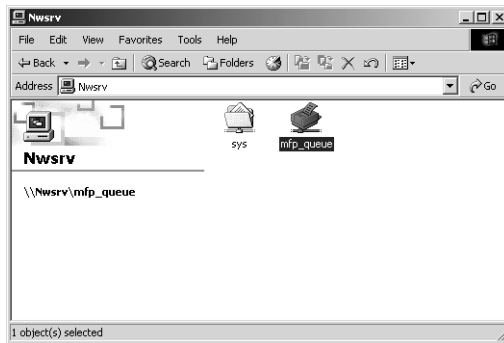 Nwsrv
File Edit View Favorites Tools Help
Back Search Folders
Address Nwsrv Go
sys mfp_queue
Nwsrv
\\Nwsrv\mfp_queue
1 object(s) selected